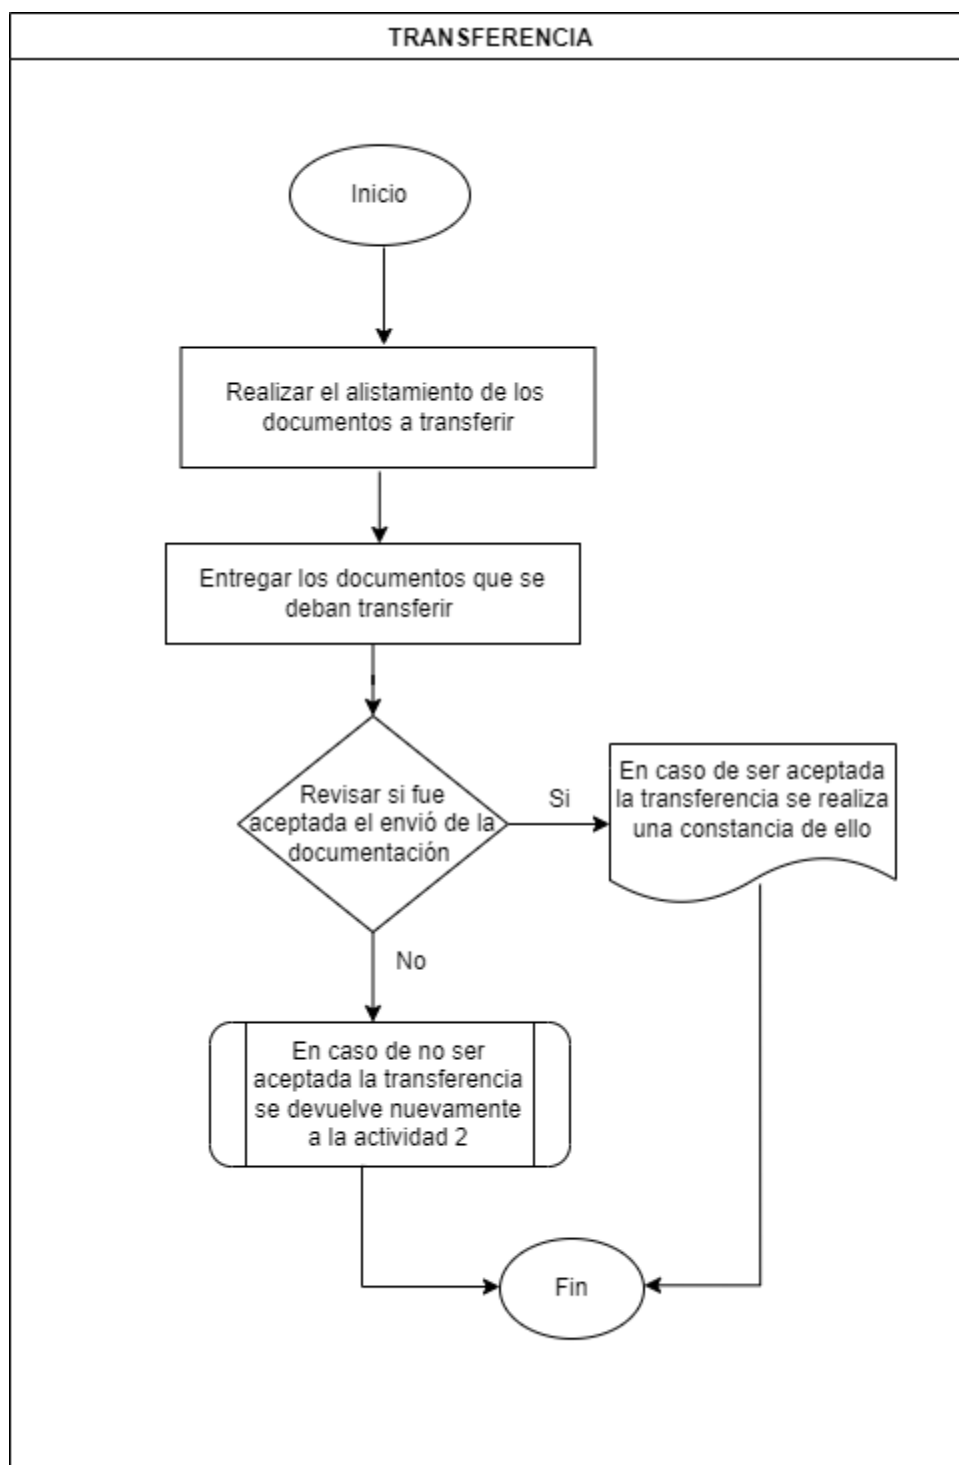 TRANSFERENCIA
Inicio
Realizar el alistamiento de los
documentos a transferir
Entregar los documentos que se
deban transferir
Revisar si fue
aceptada el envió de la
documentación
Si
En caso de ser aceptada
la transferencia se realiza
una constancia de ello
No
En caso de no ser
aceptada la transferencia
se devuelve nuevamente
a la actividad 2
Fin